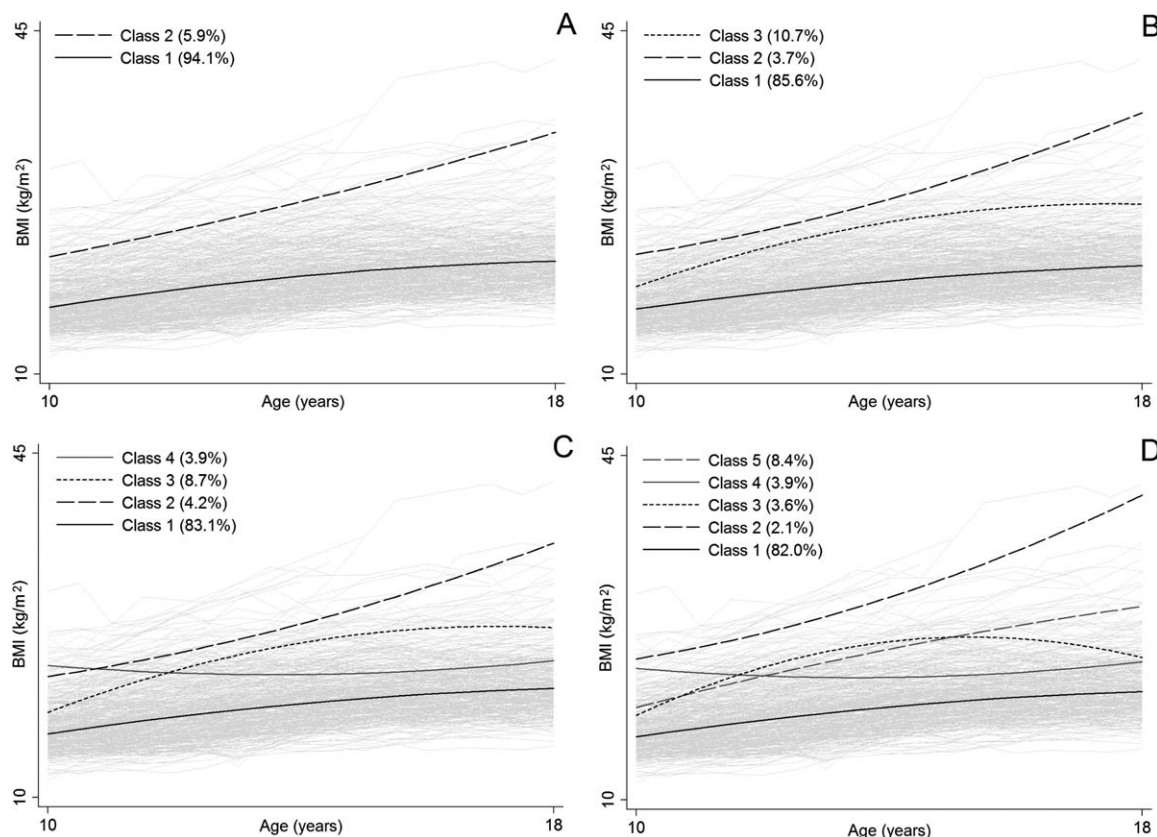 A
45
Class 2 (5.9%)
Class 1 (94.1%)
BMI (kg/m²)
10
10
Age (years)
18
B
45
Class 3 (10.7%)
Class 2 (3.7%)
Class 1 (85.6%)
BMI (kg/m²)
10
10
Age (years)
18
C
45
Class 4 (3.9%)
Class 3 (8.7%)
Class 2 (4.2%)
Class 1 (83.1%)
BMI (kg/m²)
10
10
Age (years)
18
D
45
Class 5 (8.4%)
Class 4 (3.9%)
Class 3 (3.6%)
Class 2 (2.1%)
Class 1 (82.0%)
BMI (kg/m²)
10
10
Age (years)
18